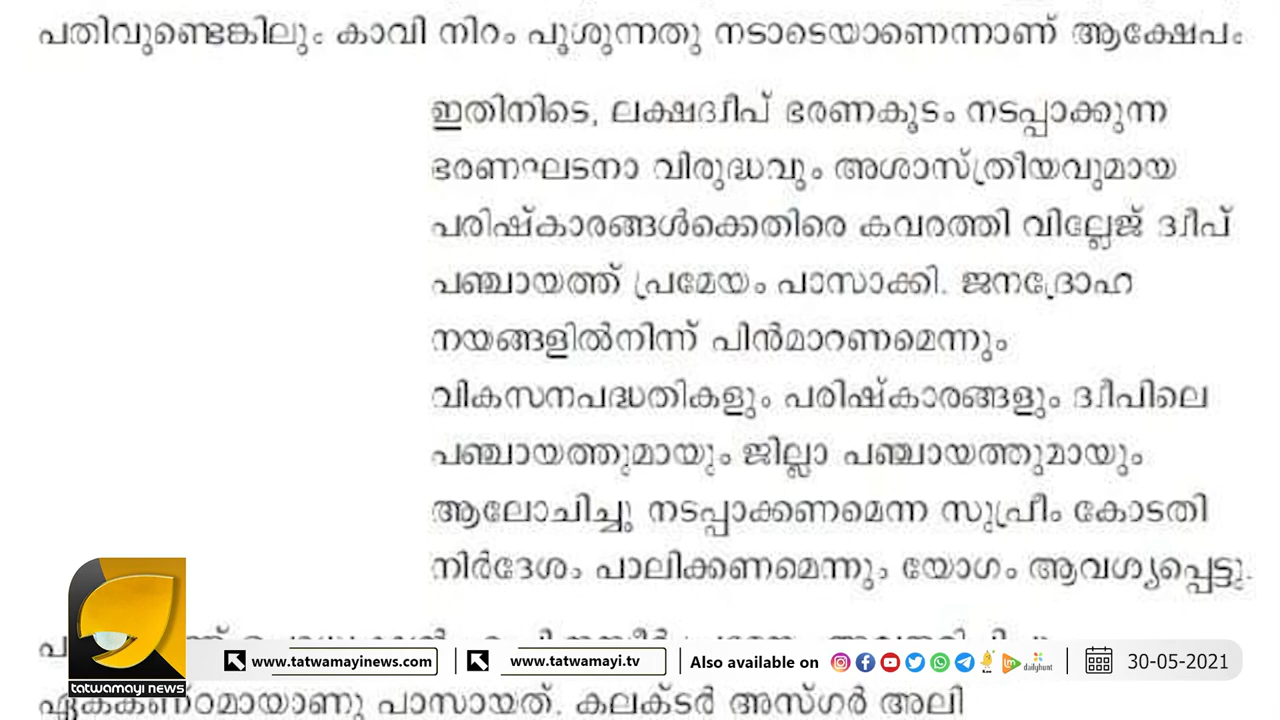 പതിവുണ്ടെങ്കിലും കാവി നിറം പൂശുന്നതു നടാടെയാണെന്നാണ് ആക്ഷേപം
ഇതിനിടെ, ലക്ഷദ്വീപ് ഭരണകൂടം നടപ്പാക്കുന്ന
ഭരണഘടനാ വിരുദ്ധവും അശാസ്ത്രീയവുമായ
പരിഷ്കാരങ്ങൾക്കെതിരെ കവരത്തി വില്ലേജ് ദ്വീപ്
പഞ്ചായത്ത് പ്രമേയം പാസാക്കി. ജനദ്രോഹ
നയങ്ങളിൽനിന്ന് പിൻമാറണമെന്നും
വികസനപദ്ധതികളും പരിഷ്കാരങ്ങളും ദ്വീപിലെ
പഞ്ചായത്തുമായും ജില്ലാ പഞ്ചായത്തുമായും
ആലോചിച്ചു നടപ്പാക്കണമെന്ന സുപ്രീം കോടതി
നിർദേശം പാലിക്കണമെന്നും യോഗം ആവശ്യപ്പെട്ടു.
www.tatwamayinews.com www.tatwamayi.tv Also available on dailyhunt 30-05-2021
tatwamayi news
ഏകകണ്ഠമായാണു പാസായത്. കലക്ടർ അസ്ഗർ അലി